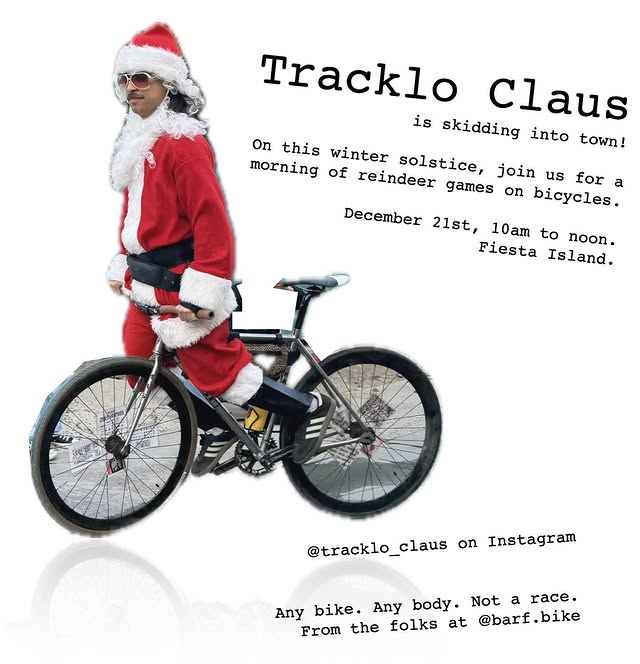 Tracklo Claus
is skidding into town!
On this winter solstice, join us for a
morning of reindeer games on bicycles.
December 21st, 10am to noon.
Fiesta Island.
@tracklo_claus on Instagram
Any bike. Any body. Not a race.
From the folks at @barf.bike